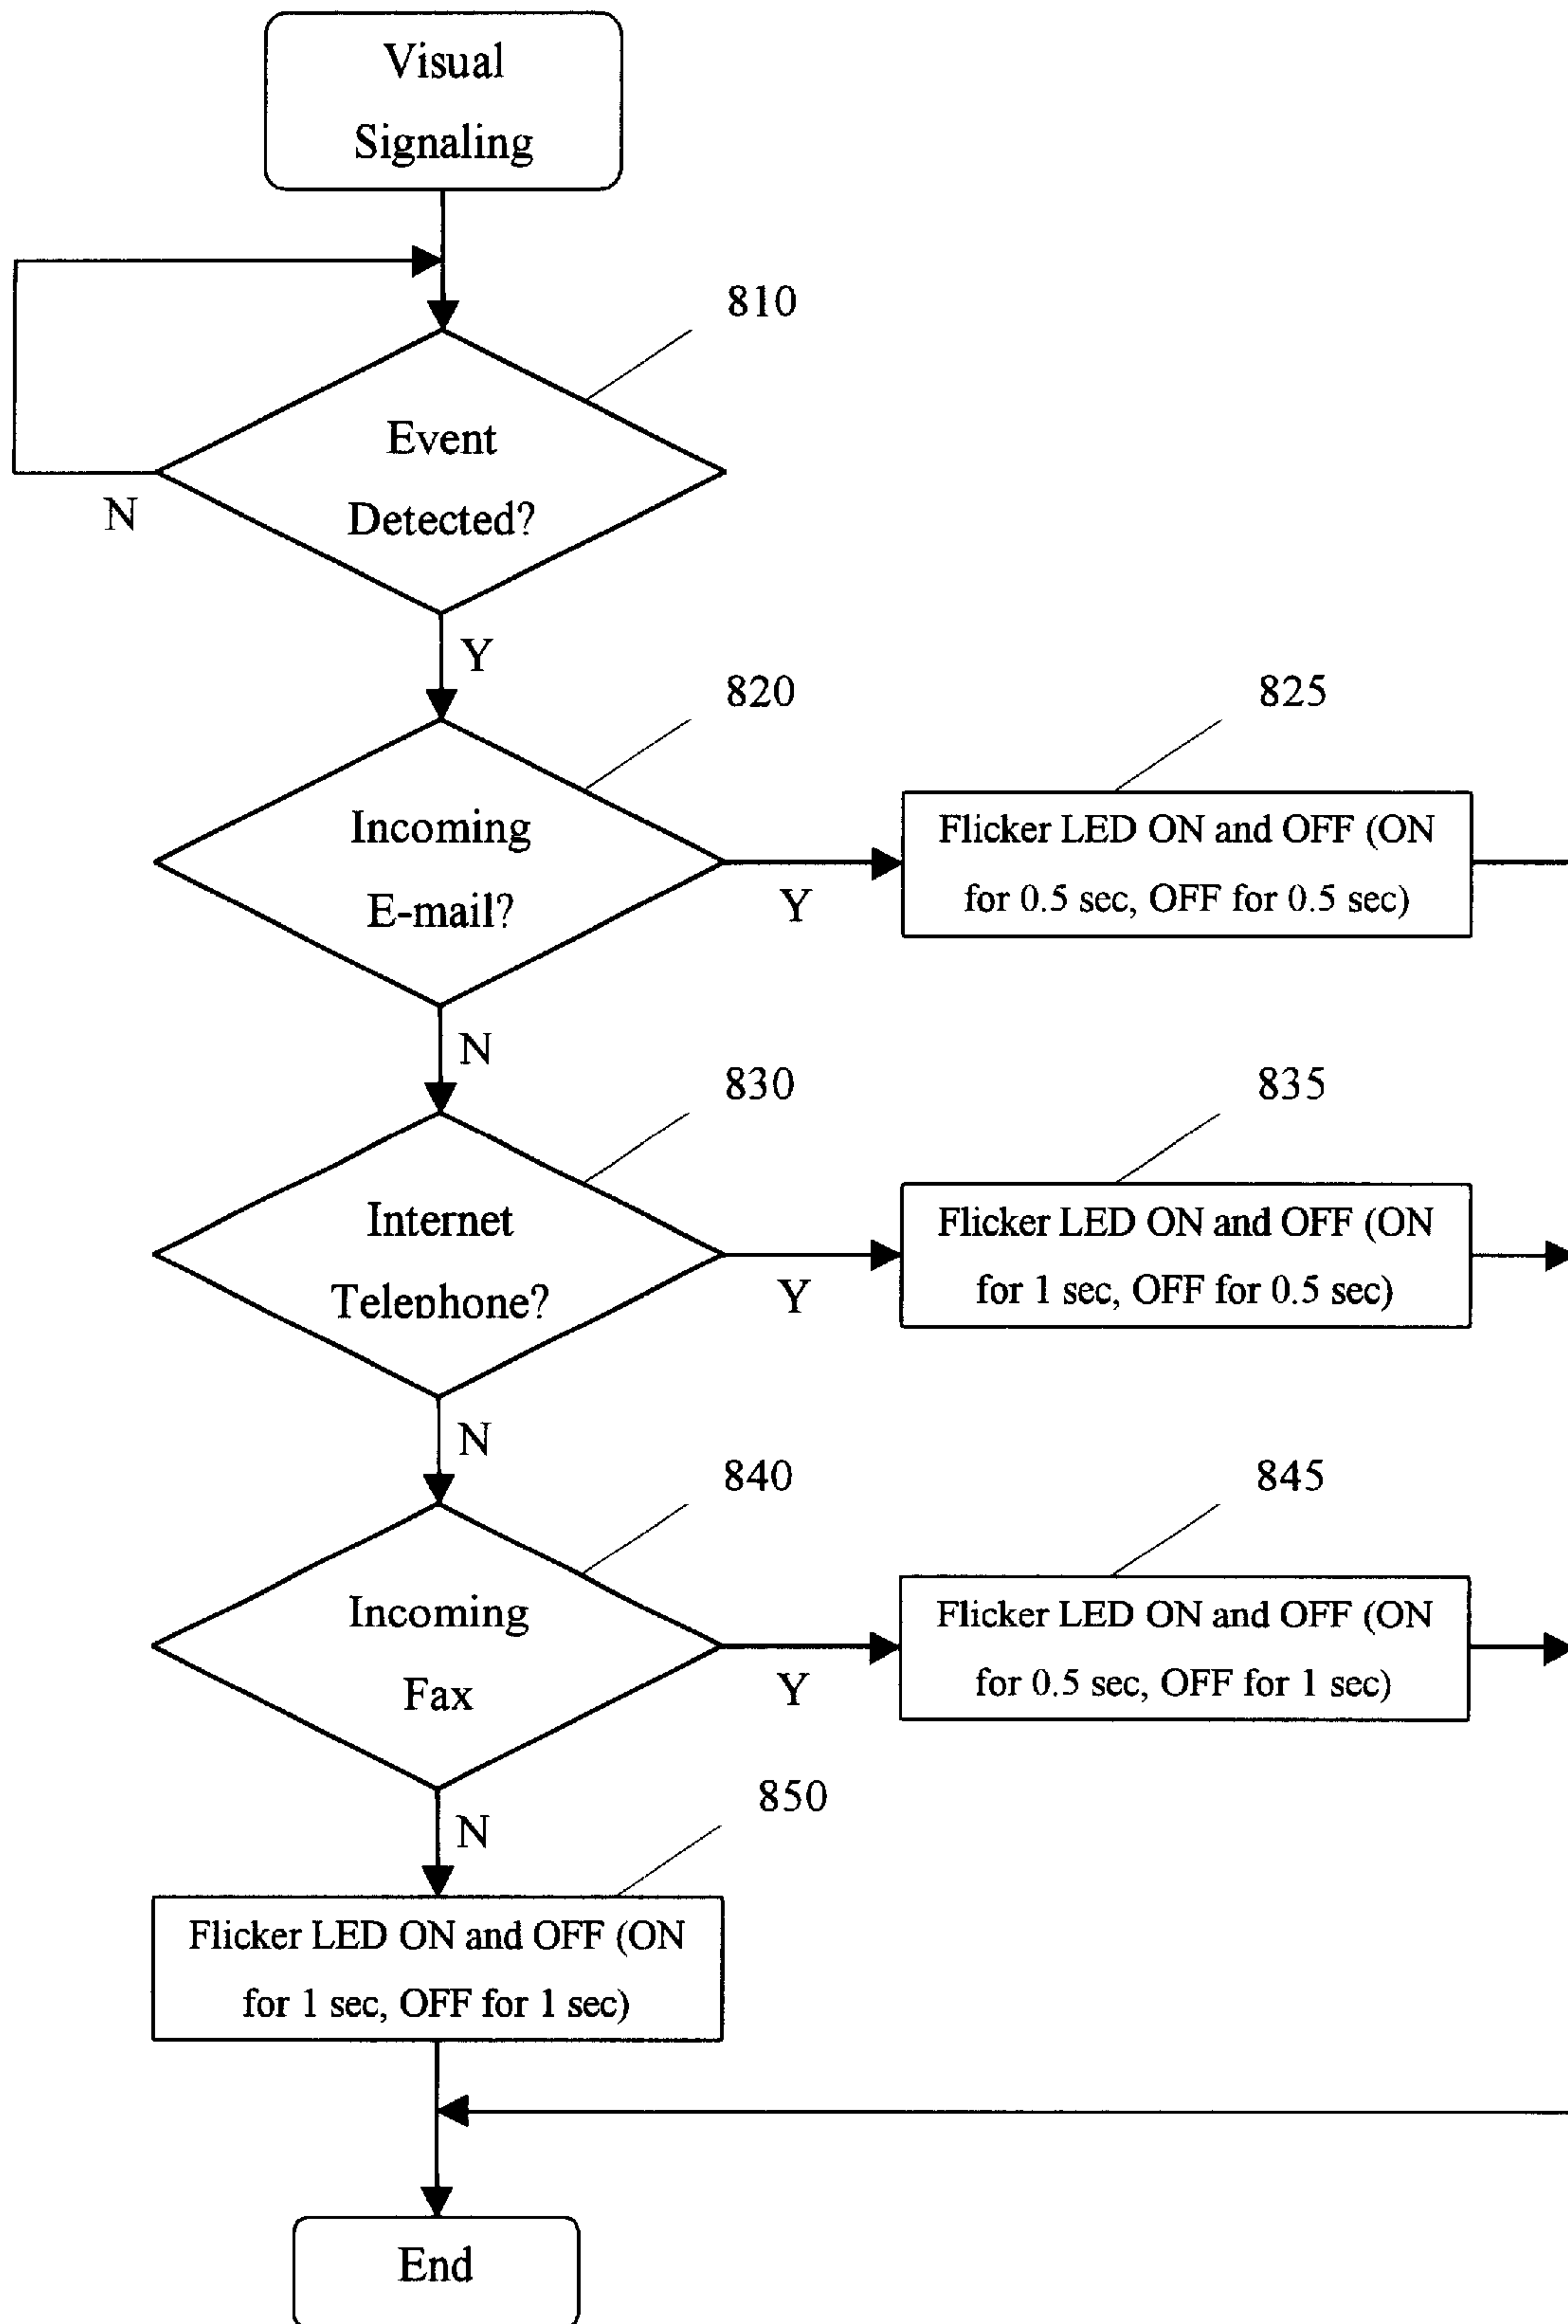 Visual
Signaling
810
Event
Detected?
N
Y
820
825
Incoming
E-mail?
Flicker LED ON and OFF (ON
for 0.5 sec, OFF for 0.5 sec)
Y
N
830
835
Internet
Telephone?
Flicker LED ON and OFF (ON
for 1 sec, OFF for 0.5 sec)
Y
N
840
845
Incoming
Fax
Flicker LED ON and OFF (ON
for 0.5 sec, OFF for 1 sec)
Y
N
850
Flicker LED ON and OFF (ON
for 1 sec, OFF for 1 sec)
End